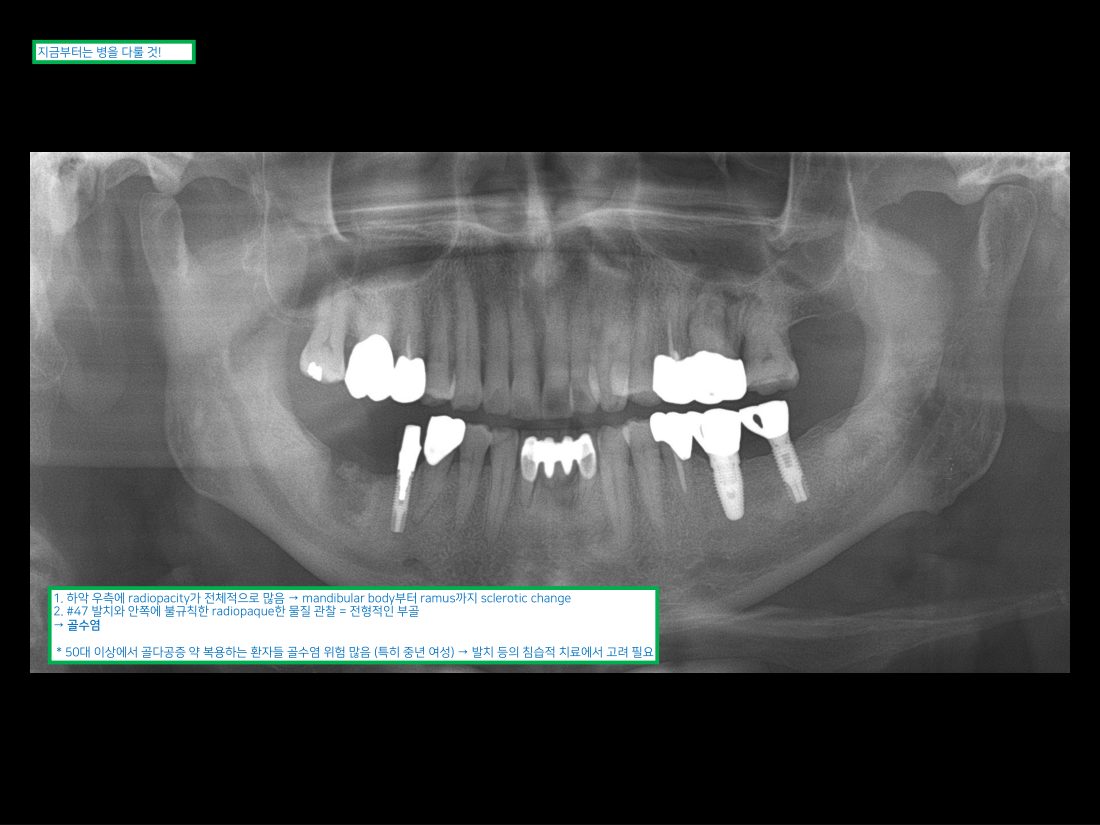 지금부터는 병을 다룰 것!
1. 하악 우측에 radiopacity가 전체적으로 많음 → mandibular body부터 ramus까지 sclerotic change
2. #47 발치와 안쪽에 불규칙한 radiopaque한 물질 관찰 = 전형적인 부골
→ 골수염
* 50대 이상에서 골다공증 약 복용하는 환자들 골수염 위험 많음 (특히 중년 여성) → 발치 등의 침습적 치료에서 고려 필요